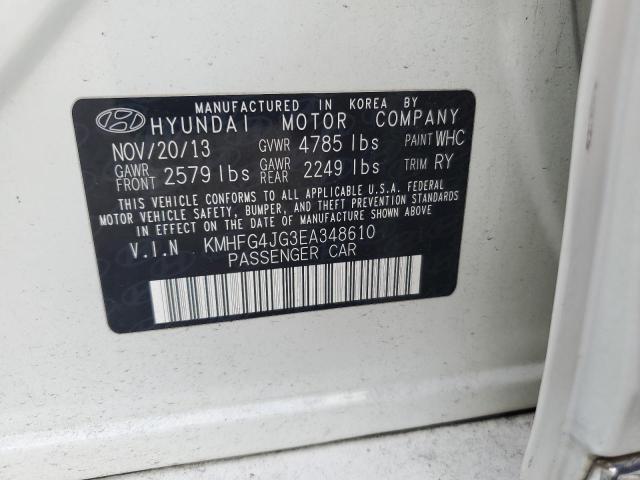 MANUFACTURED IN KOREA BY
HYUNDAI MOTOR COMPANY
NOV/20/13 GVWR 4785 lbs PAINT WHC
GAWR FRONT 2579 lbs GAWR REAR 2249 lbs TRIM RY
THIS VEHICLE CONFORMS TO ALL APPLICABLE U.S.A. FEDERAL
MOTOR VEHICLE SAFETY, BUMPER, AND THEFT PREVENTION STANDARDS
IN EFFECT ON THE DATE OF MANUFACTURE SHOWN ABOVE.
V.I.N KMHFG4JG3EA348610
PASSENGER CAR